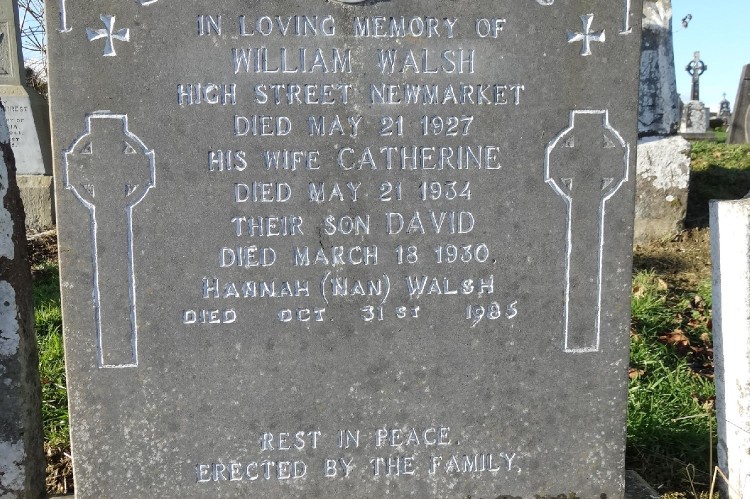 IN LOVING MEMORY OF
WILLIAM WALSH
HIGH STREET NEWMARKET
DIED MAY 21 1927
HIS WIFE CATHERINE
DIED MAY 21 1934
THEIR SON DAVID
DIED MARCH 18 1930.
HANNAH (NAN) WALSH
DIED OCT. 31ST 1985
REST IN PEACE.
ERECTED BY THE FAMILY.